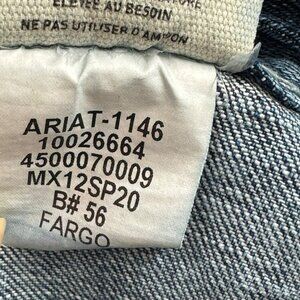 ÉLEVÉE AU BESOIN
NE PAS UTILISER D'AMIDON
ARIAT-1146
10026664
4500070009
MX12SP20
B# 56
FARGO